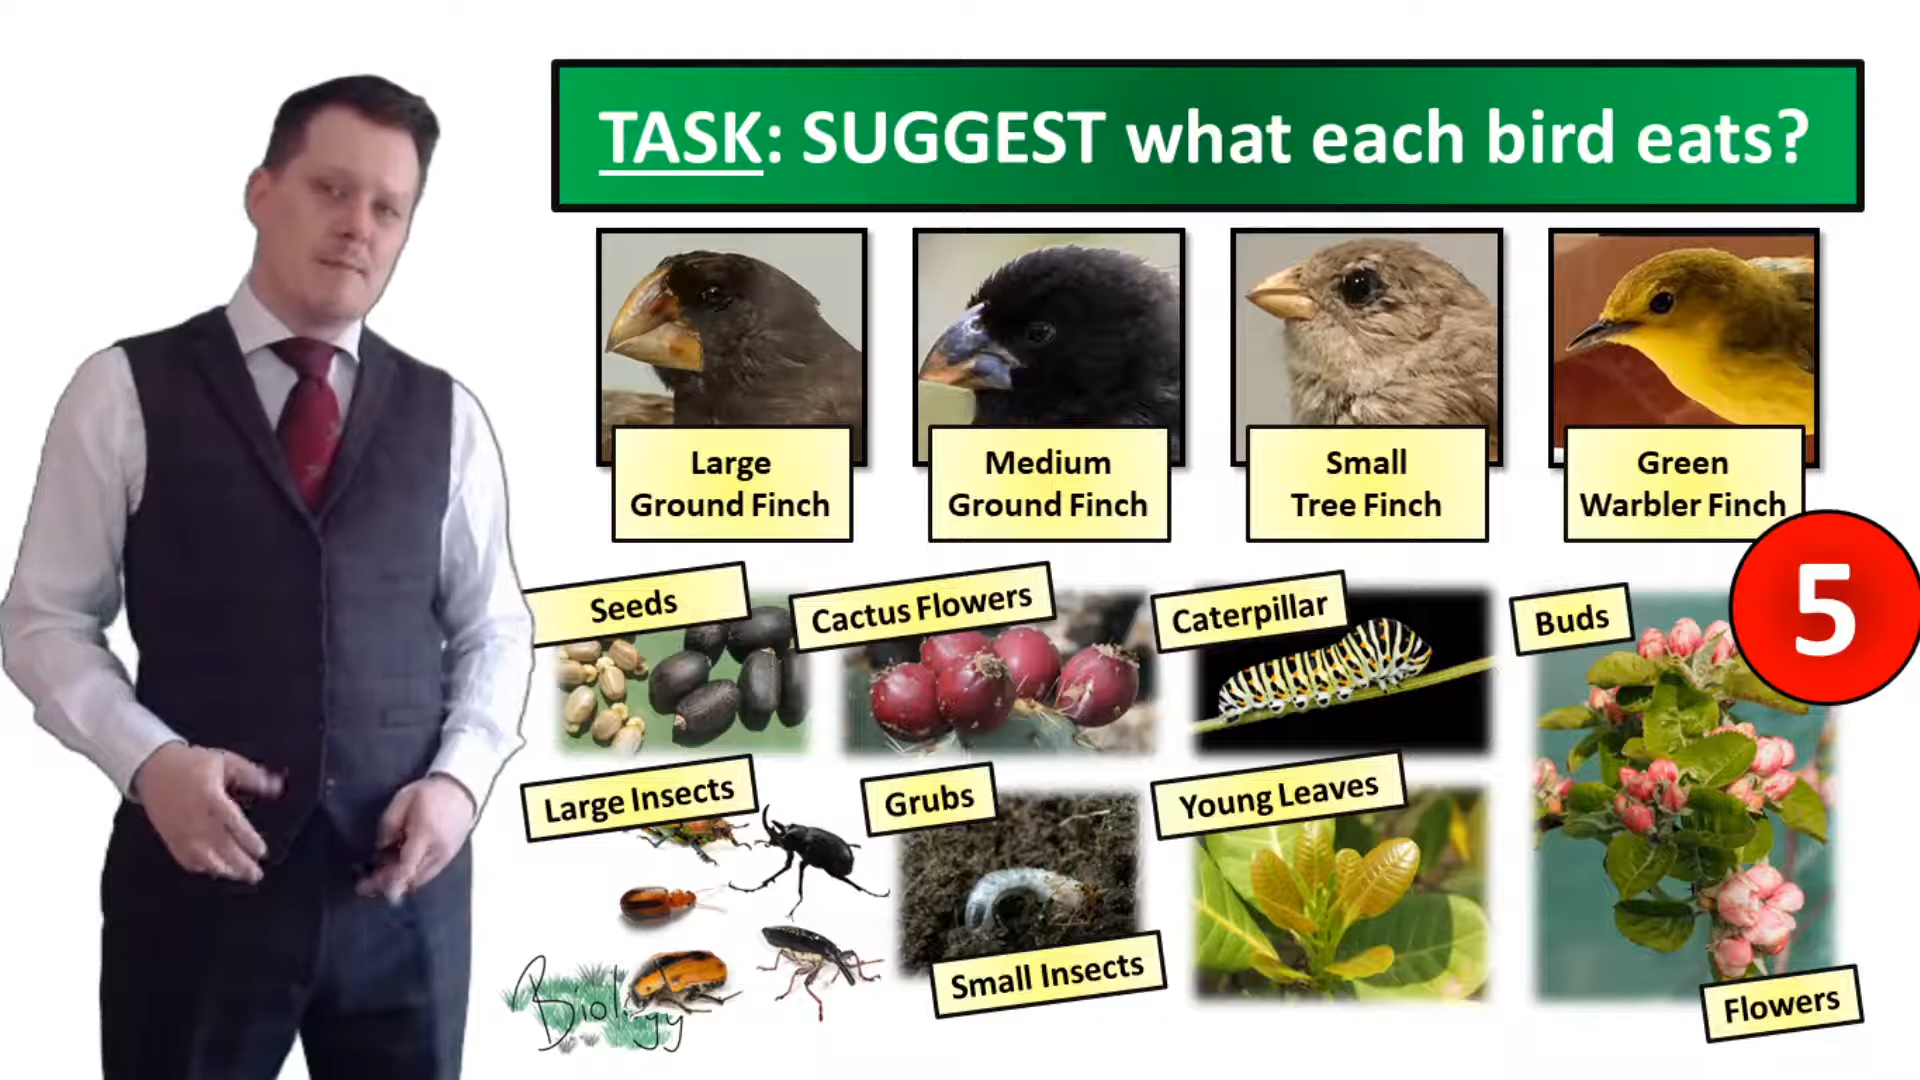 TASK: SUGGEST what each bird eats?
Large
Ground Finch
Medium
Ground Finch
Small
Tree Finch
Green
Warbler Finch
5
Seeds
Cactus Flowers
Caterpillar
Buds
Large Insects
Grubs
Young Leaves
Small Insects
Flowers
Biology